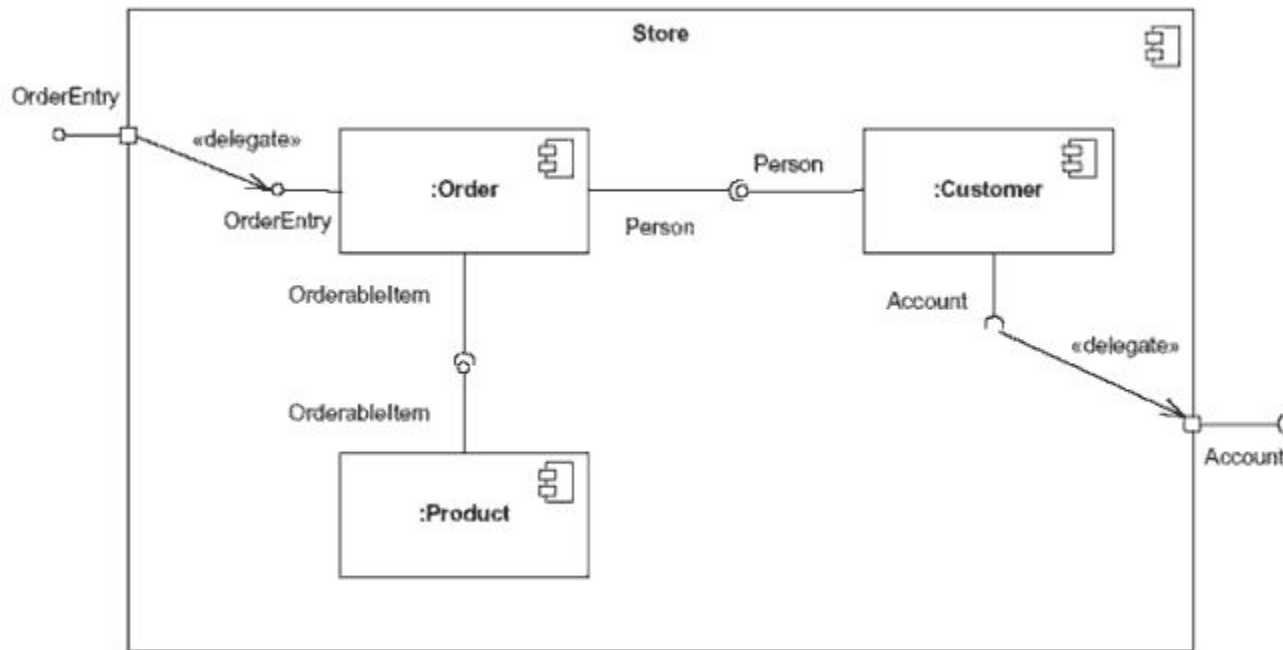 Store
OrderEntry
«delegate»
:Order
Person
:Customer
OrderEntry
Person
OrderableItem
Account
«delegate»
OrderableItem
Account
:Product